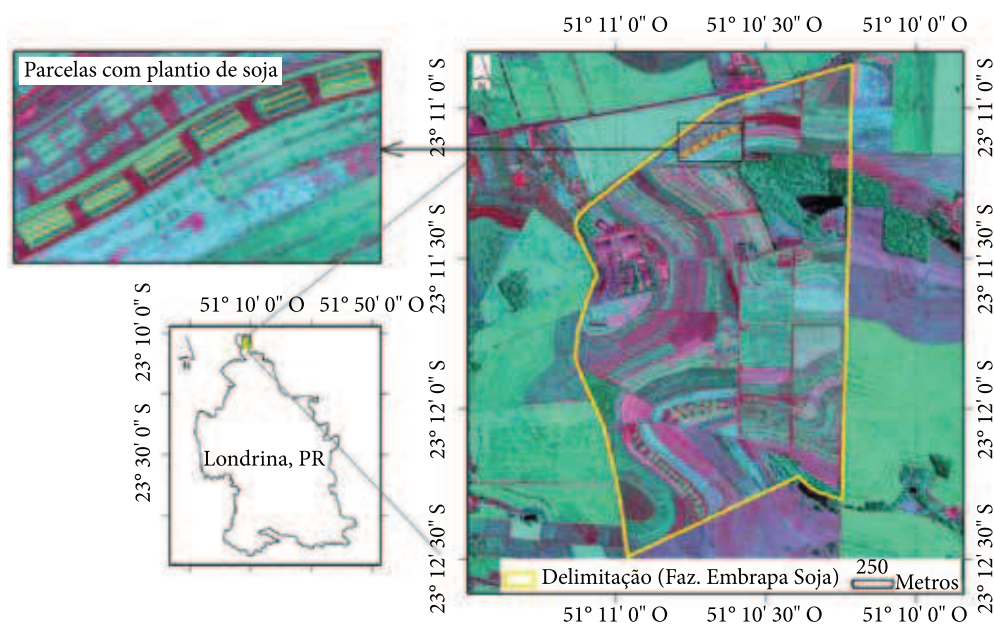 51° 11' 0" O 51° 10' 30" O 51° 10' 0" O
Parcelas com plantio de soja
23° 11' 0" S
23° 11' 30" S
23° 12' 0" S
23° 12' 30" S
51° 10' 0" O 51° 50' 0" O
23° 10' 0" S
23° 30' 0" S
N
Londrina, PR
23° 11' 0" S
23° 11' 30" S
23° 12' 0" S
23° 12' 30" S
Delimitação (Faz. Embrapa Soja)
250
Metros
51° 11' 0" O 51° 10' 30" O 51° 10' 0" O